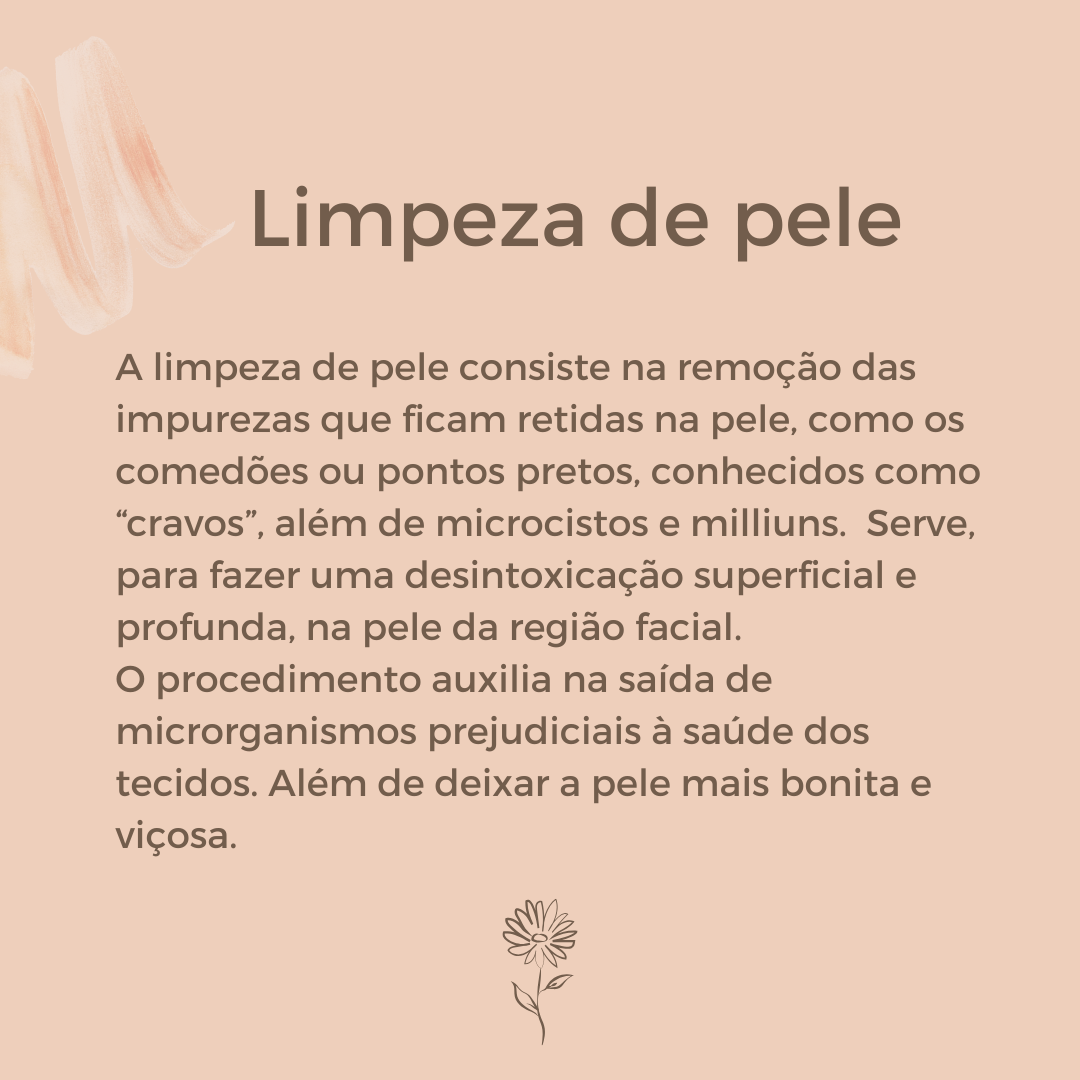 Limpeza de pele
A limpeza de pele consiste na remoção das
impurezas que ficam retidas na pele, como os
comedões ou pontos pretos, conhecidos como
“cravos”, além de microcistos e milliuns.  Serve,
para fazer uma desintoxicação superficial e
profunda, na pele da região facial.
O procedimento auxilia na saída de
microrganismos prejudiciais à saúde dos
tecidos. Além de deixar a pele mais bonita e
viçosa.